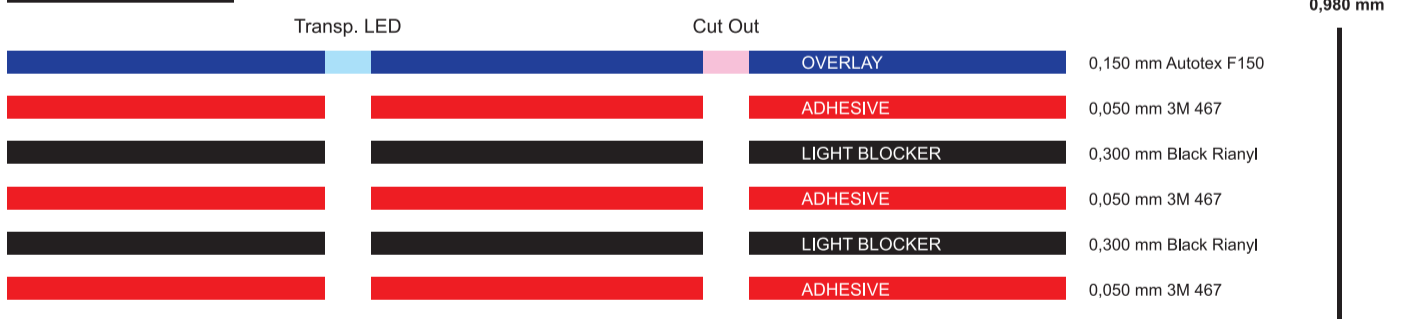 0,980 mm
Transp. LED Cut Out
OVERLAY 0,150 mm Autotex F150
ADHESIVE 0,050 mm 3M 467
LIGHT BLOCKER 0,300 mm Black Rianyl
ADHESIVE 0,050 mm 3M 467
LIGHT BLOCKER 0,300 mm Black Rianyl
ADHESIVE 0,050 mm 3M 467